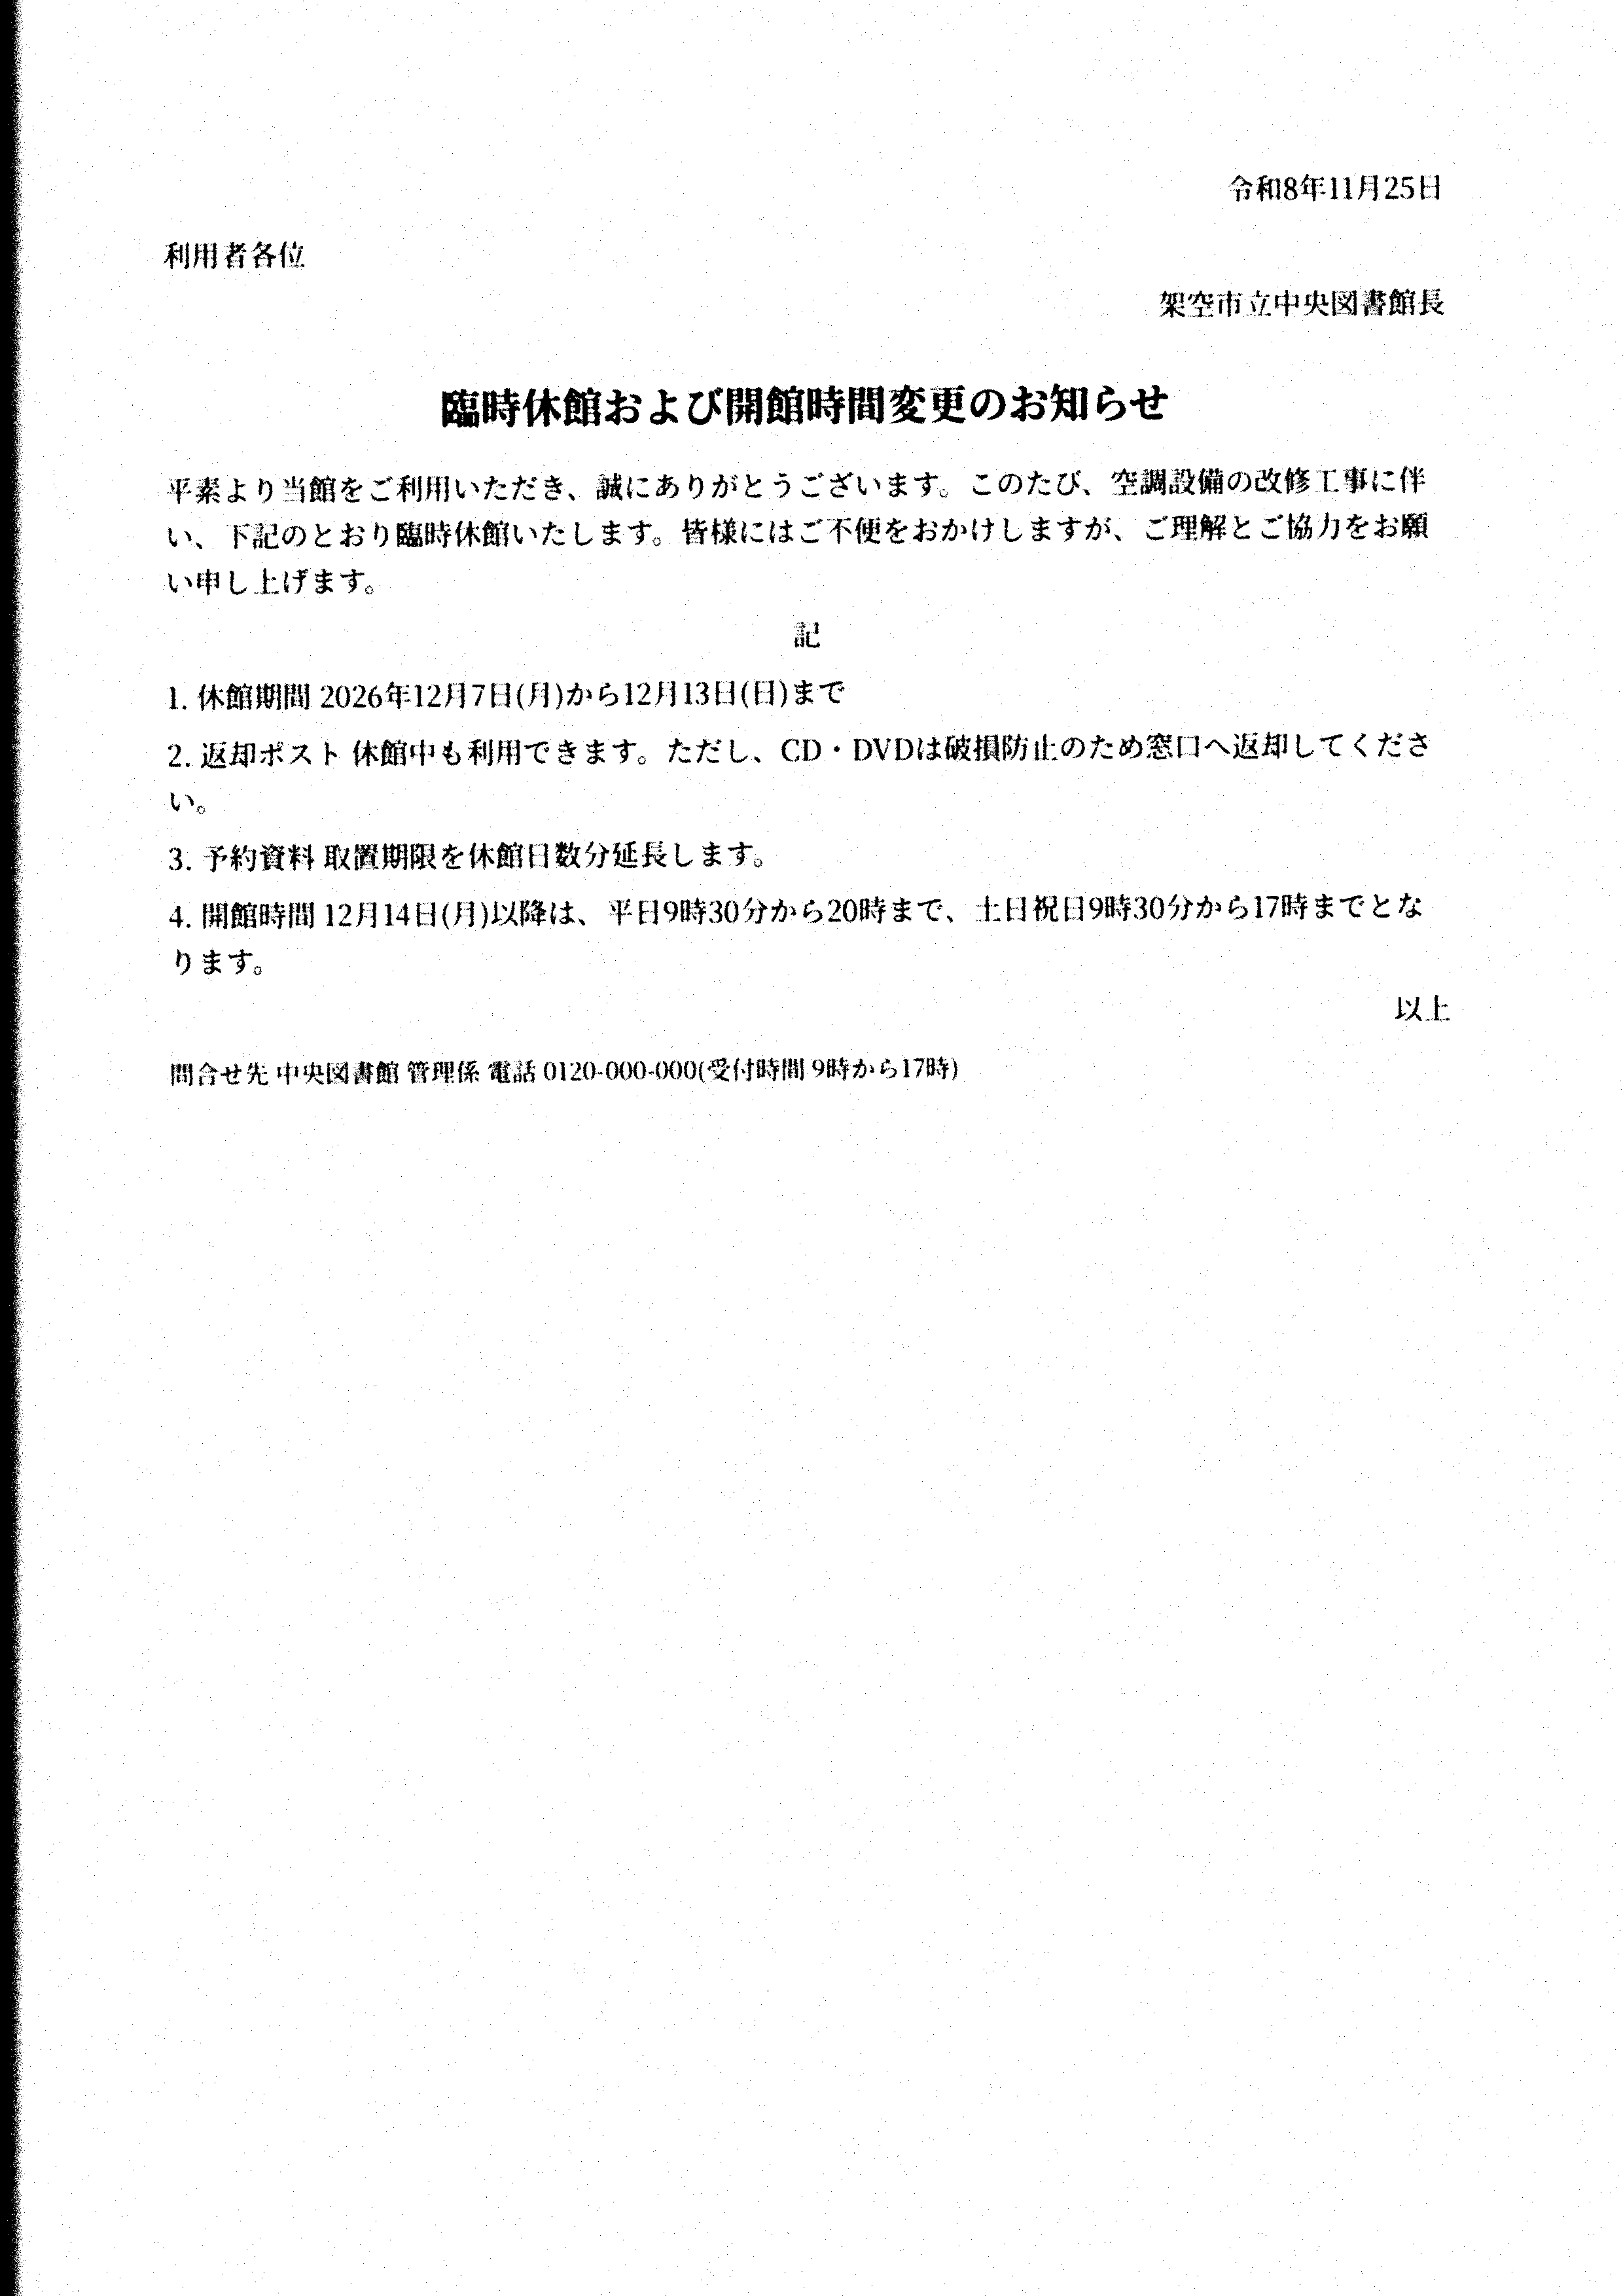 令和8年11月25日
利用者各位
架空市立中央図書館長
臨時休館および開館時間変更のお知らせ
平素より当館をご利用いただき、誠にありがとうございます。このたび、空調設備の改修工事に伴
い、下記のとおり臨時休館いたします。皆様にはご不便をおかけしますが、ご理解とご協力をお願
い申し上げます。
記
1. 休館期間 2026年12月7日(月)から12月13日(日)まで
2. 返却ポスト 休館中も利用できます。ただし、CD・DVDは破損防止のため窓口へ返却してくださ
い。
3. 予約資料 取置期限を休館日数分延長します。
4. 開館時間 12月14日(月)以降は、平日9時30分から20時まで、土日祝日9時30分から17時までとな
ります。
以上
問合せ先 中央図書館 管理係 電話 0120-000-000(受付時間 9時から17時)